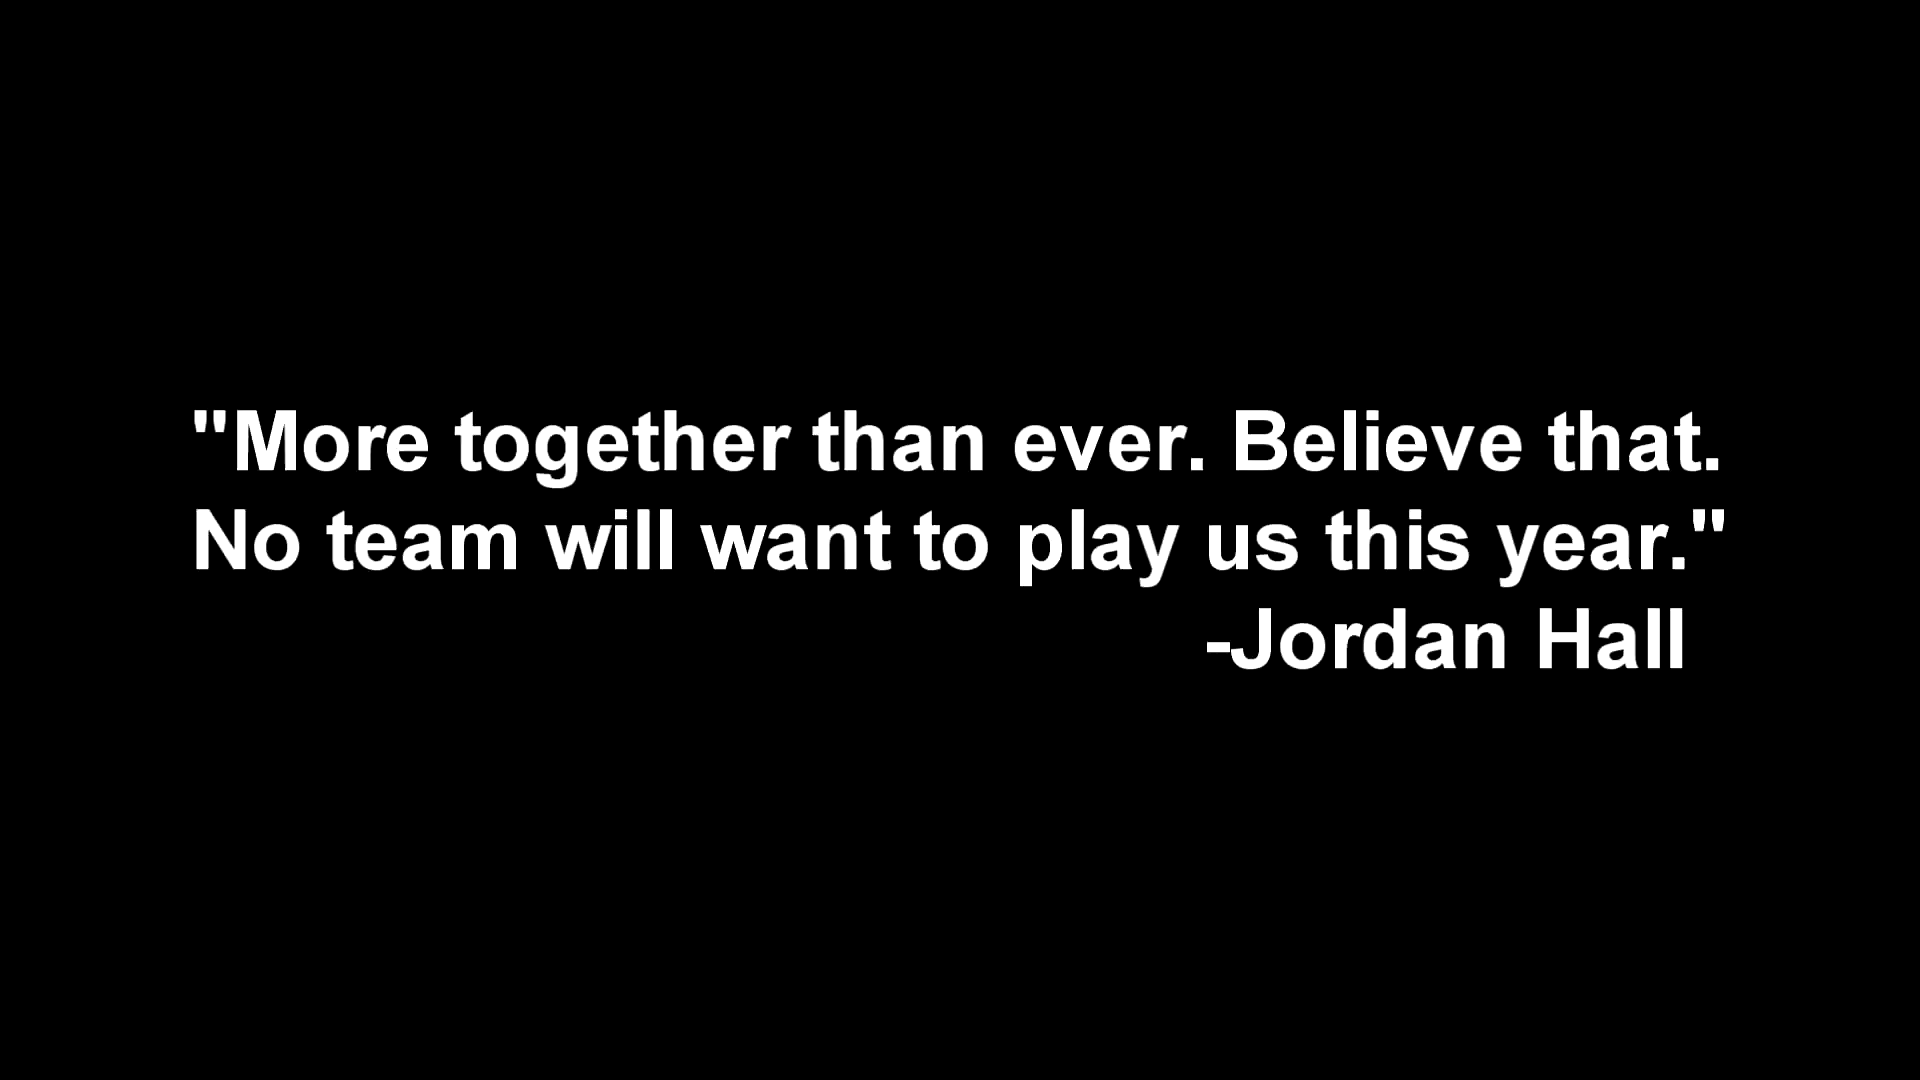 "More together than ever. Believe that.
No team will want to play us this year."
-Jordan Hall